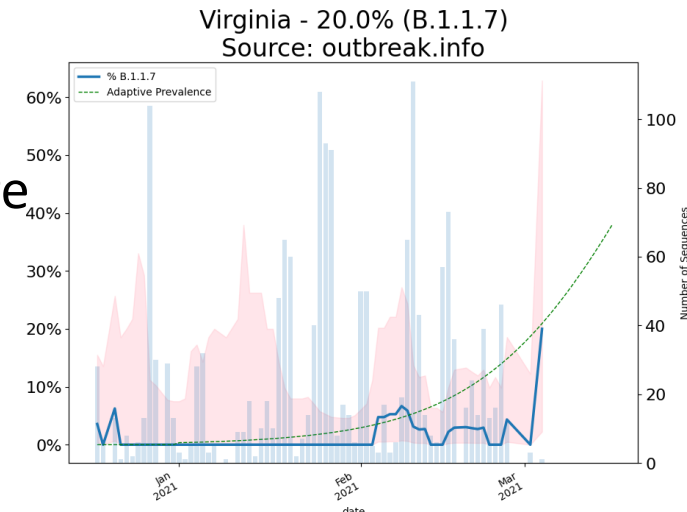 Virginia - 20.0% (B.1.1.7)
Source: outbreak.info
% B.1.1.7
Adaptive Prevalence
60%
50%
40%
30%
20%
10%
0%
e
100
80
60
40
20
0
Number of Sequences
Jan
2021
Feb
2021
Mar
2021
date